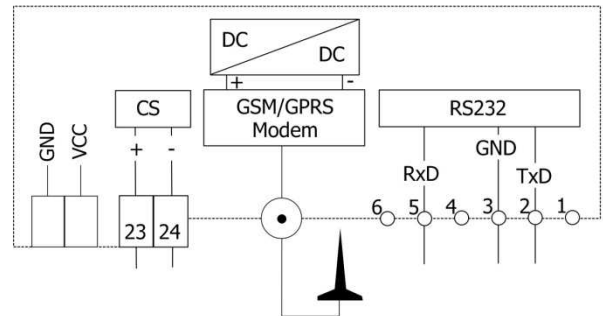 DC
DC
+ -
CS
GSM/GPRS
Modem
RS232
GND
VCC
+ -
GND
RxD
TxD
23 24
6 5 4 3 2 1